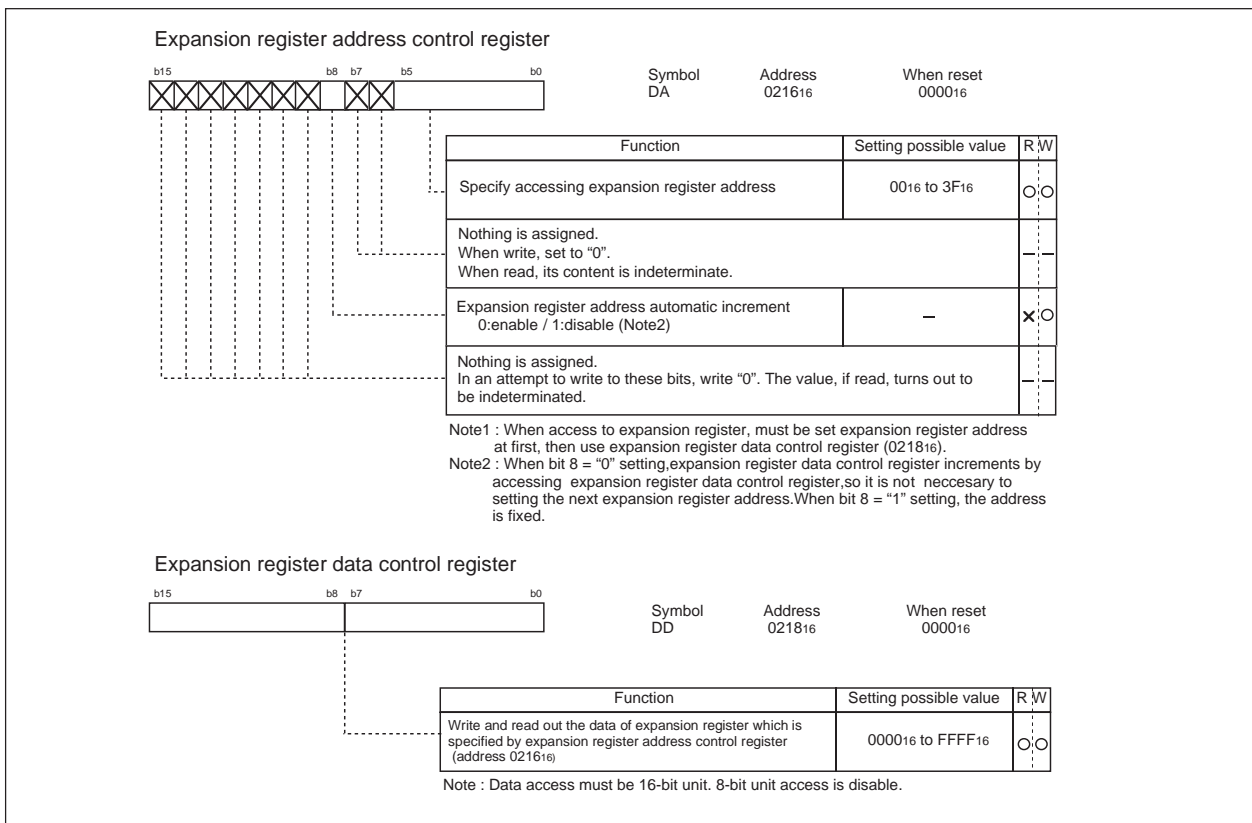 Expansion register address control register
b15 b8 b7 b5 b0
Symbol Address When reset
DA 021616 000016
Function Setting possible value R W
Specify accessing expansion register address 0016 to 3F16
Nothing is assigned.
When write, set to “0”.
When read, its content is indeterminate.
Expansion register address automatic increment
0:enable / 1:disable (Note2) –
Nothing is assigned.
In an attempt to write to these bits, write “0”. The value, if read, turns out to
be indeterminated.
Note1 : When access to expansion register, must be set expansion register address
at first, then use expansion register data control register (021816).
Note2 : When bit 8 = “0” setting,expansion register data control register increments by
accessing expansion register data control register,so it is not neccesary to
setting the next expansion register address.When bit 8 = “1” setting, the address
is fixed.
Expansion register data control register
b15 b8 b7 b0
Symbol Address When reset
DD 021816 000016
Function Setting possible value R W
Write and read out the data of expansion register which is
specified by expansion register address control register
(address 021616)
000016 to FFFF16
Note : Data access must be 16-bit unit. 8-bit unit access is disable.